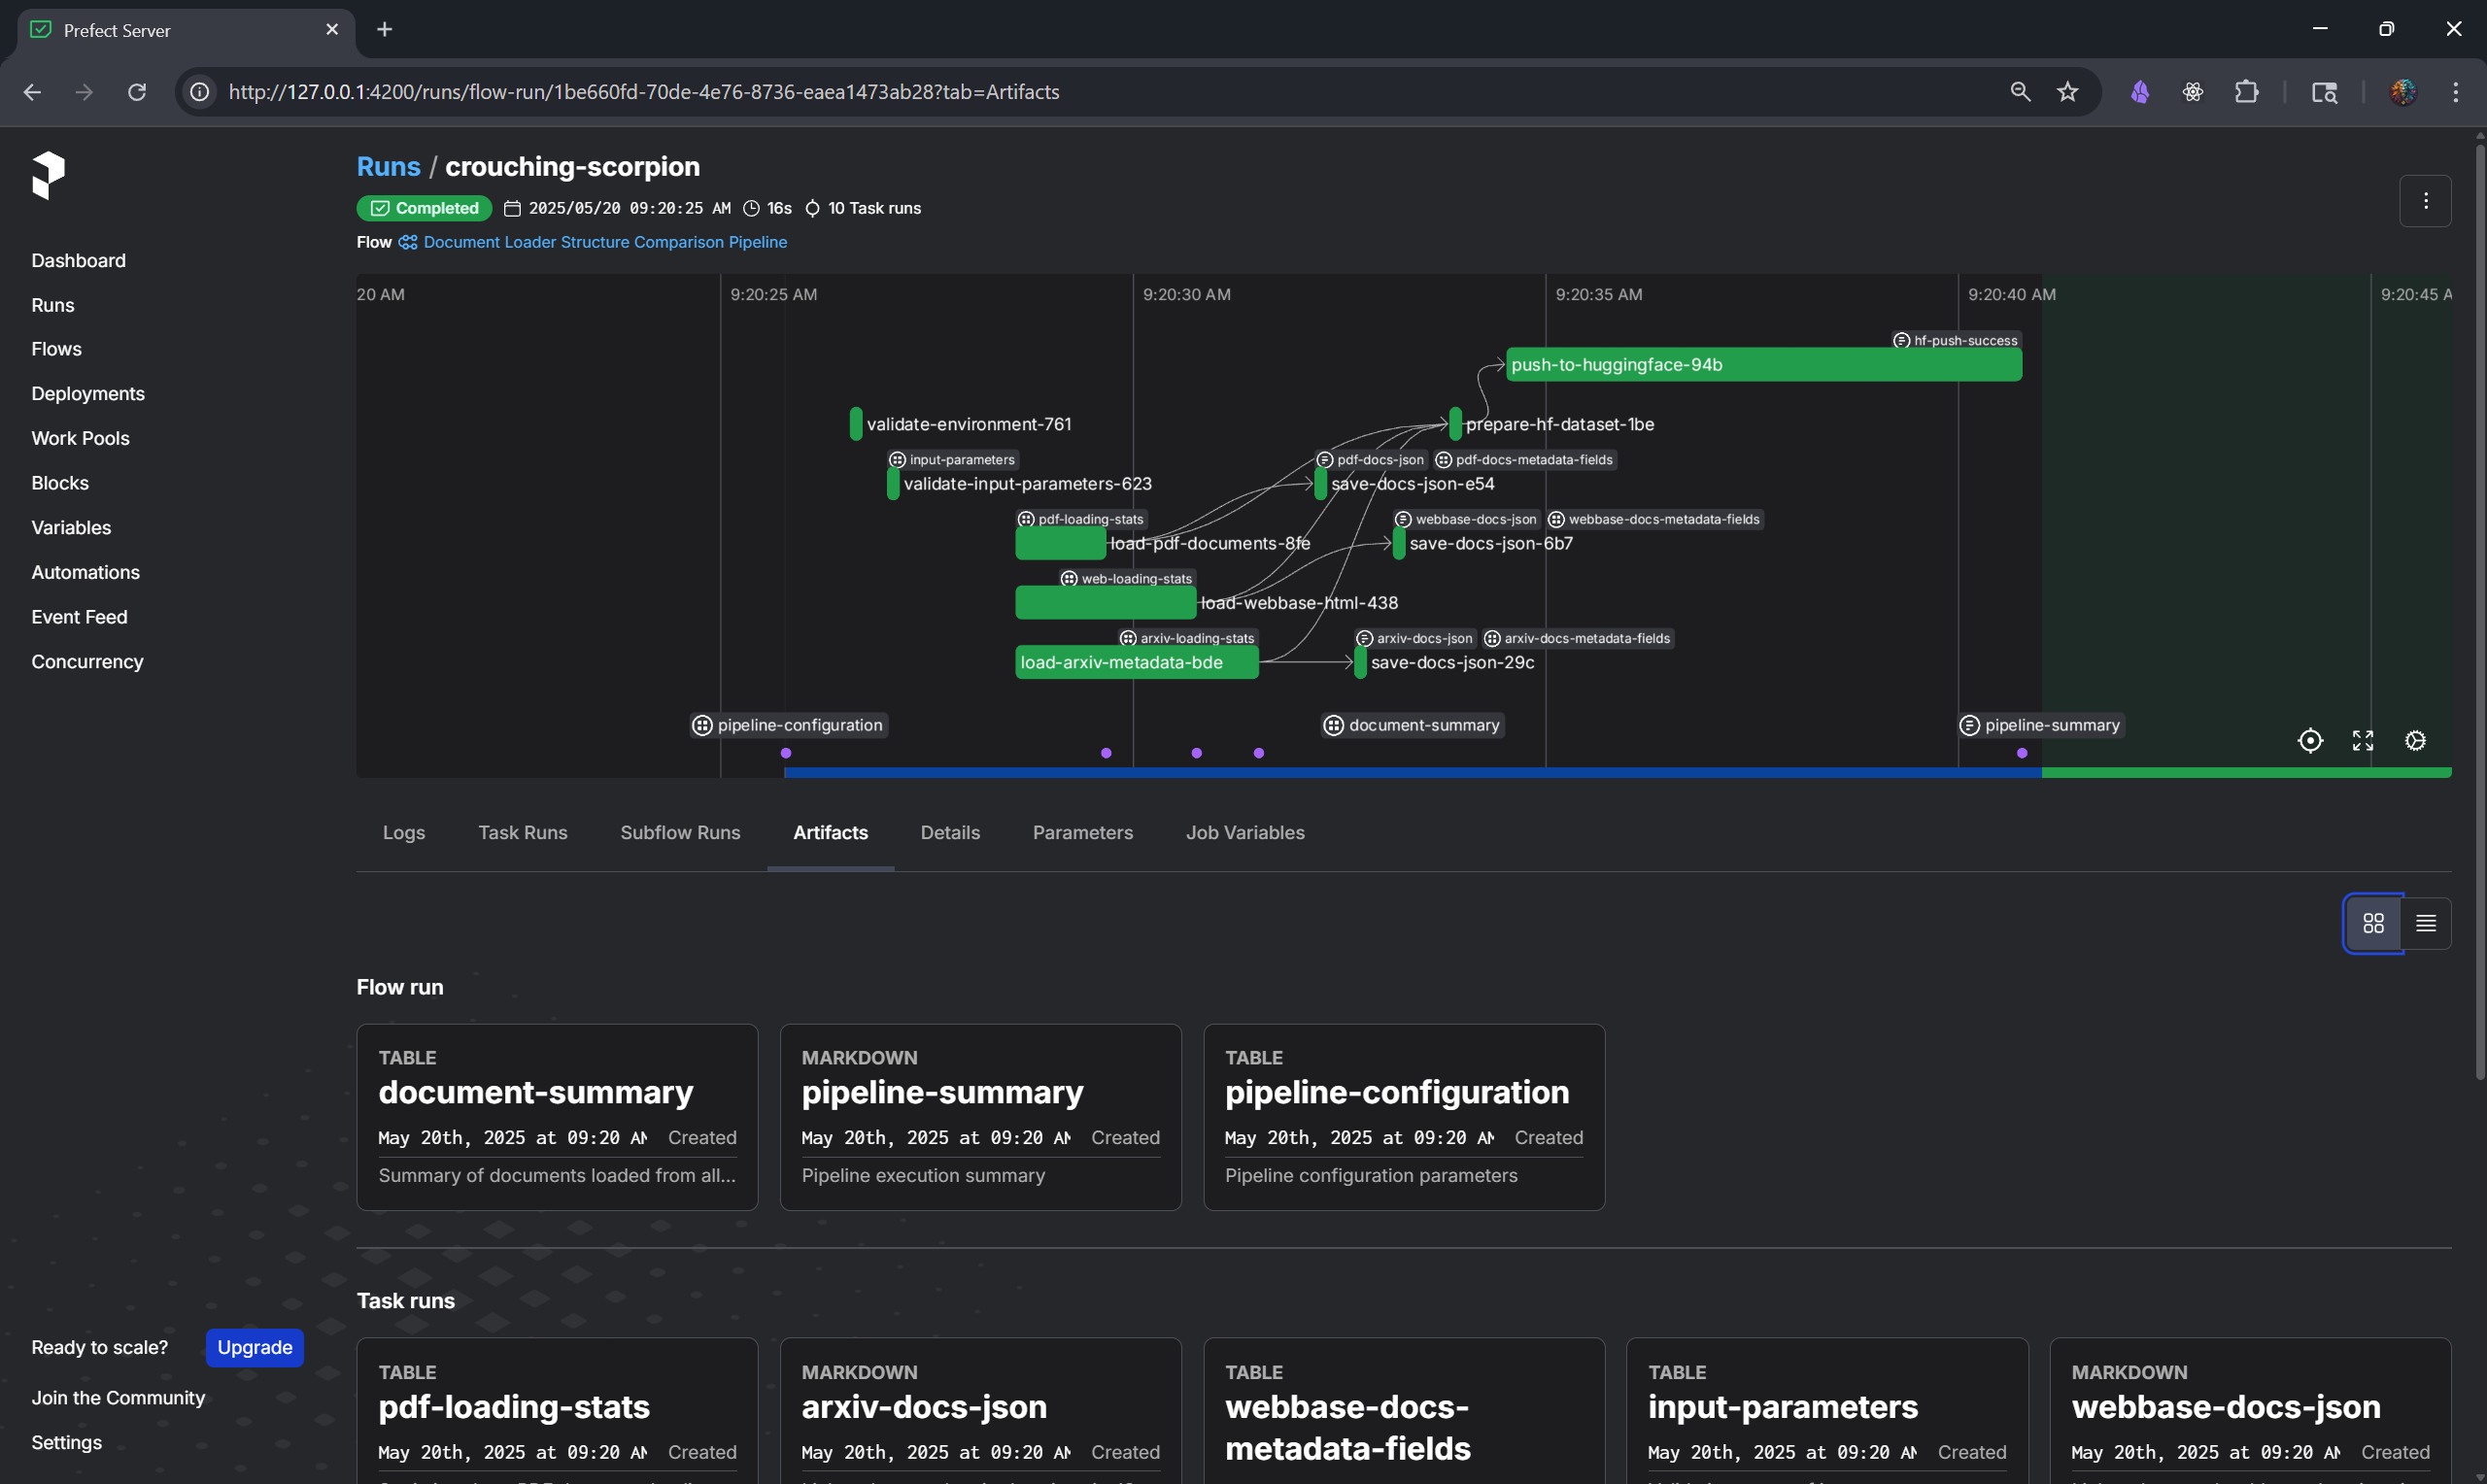 Prefect Server
http://127.0.0.1:4200/runs/flow-run/1be660fd-70de-4e76-8736-eaea1473ab28?tab=Artifacts
Dashboard
Runs
Flows
Deployments
Work Pools
Blocks
Variables
Automations
Event Feed
Concurrency
Ready to scale? Upgrade
Join the Community
Settings
Runs / crouching-scorpion
Completed 2025/05/20 09:20:25 AM 16s 10 Task runs
Flow Document Loader Structure Comparison Pipeline
20 AM 9:20:25 AM 9:20:30 AM 9:20:35 AM 9:20:40 AM 9:20:45 A
hf-push-success
push-to-huggingface-94b
validate-environment-761 prepare-hf-dataset-1be
input-parameters pdf-docs-json pdf-docs-metadata-fields
validate-input-parameters-623 save-docs-json-e54
pdf-loading-stats webbase-docs-json webbase-docs-metadata-fields
load-pdf-documents-8fe save-docs-json-6b7
web-loading-stats
load-webbase-html-438
arxiv-loading-stats arxiv-docs-json arxiv-docs-metadata-fields
load-arxiv-metadata-bde save-docs-json-29c
pipeline-configuration document-summary pipeline-summary
Logs Task Runs Subflow Runs Artifacts Details Parameters Job Variables
Flow run
TABLE
document-summary
May 20th, 2025 at 09:20 AM Created
Summary of documents loaded from all...
MARKDOWN
pipeline-summary
May 20th, 2025 at 09:20 AM Created
Pipeline execution summary
TABLE
pipeline-configuration
May 20th, 2025 at 09:20 AM Created
Pipeline configuration parameters
Task runs
TABLE
pdf-loading-stats
May 20th, 2025 at 09:20 AM Created
MARKDOWN
arxiv-docs-json
May 20th, 2025 at 09:20 AM Created
TABLE
webbase-docs-
metadata-fields
TABLE
input-parameters
May 20th, 2025 at 09:20 AM Created
MARKDOWN
webbase-docs-json
May 20th, 2025 at 09:20 AM Created